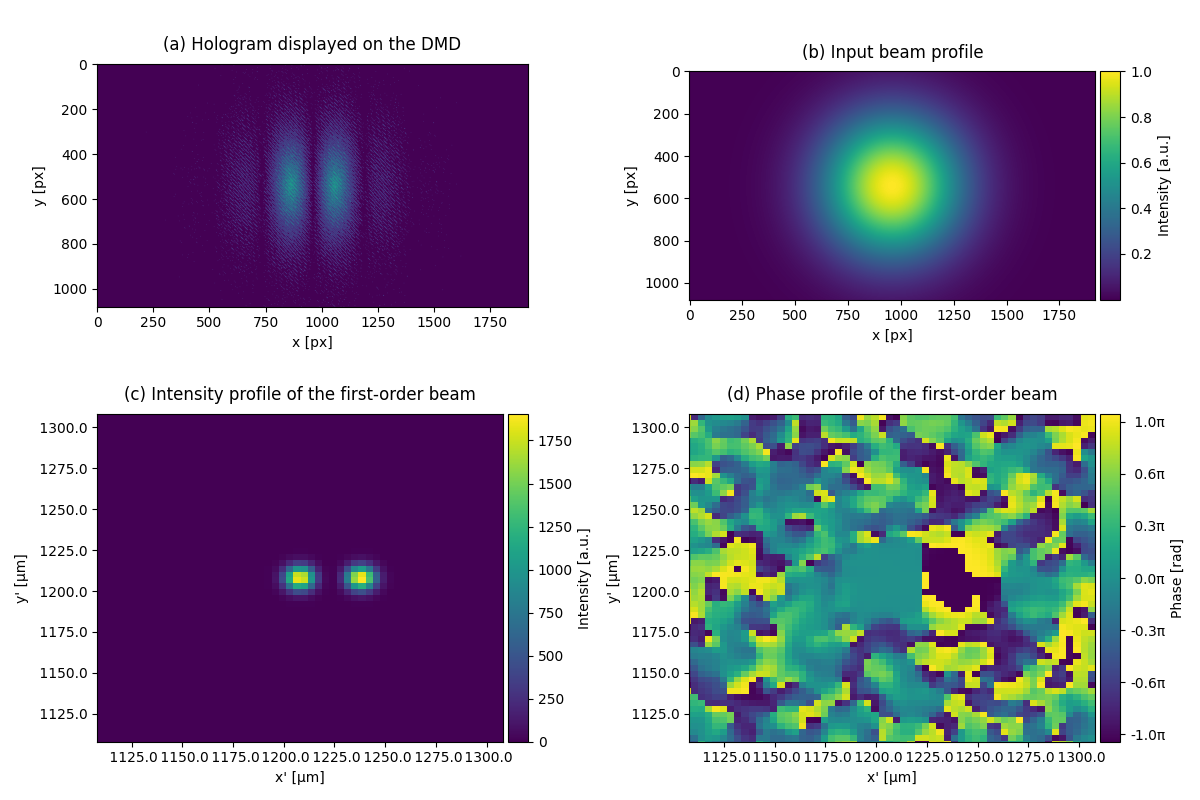 (a) Hologram displayed on the DMD
0
200
400
600
800
1000
y [px]
0 250 500 750 1000 1250 1500 1750
x [px]
(b) Input beam profile
0
200
400
600
800
1000
y [px]
0 250 500 750 1000 1250 1500 1750
x [px]
1.0
0.8
0.6
0.4
0.2
Intensity [a.u.]
(c) Intensity profile of the first-order beam
1300.0
1275.0
1250.0
1225.0
1200.0
1175.0
1150.0
1125.0
y' [µm]
1125.0 1150.0 1175.0 1200.0 1225.0 1250.0 1275.0 1300.0
x' [µm]
1750
1500
1250
1000
750
500
250
0
Intensity [a.u.]
(d) Phase profile of the first-order beam
1300.0
1275.0
1250.0
1225.0
1200.0
1175.0
1150.0
1125.0
y' [µm]
1125.0 1150.0 1175.0 1200.0 1225.0 1250.0 1275.0 1300.0
x' [µm]
1.0π
0.6π
0.3π
0.0π
-0.3π
-0.6π
-1.0π
Phase [rad]